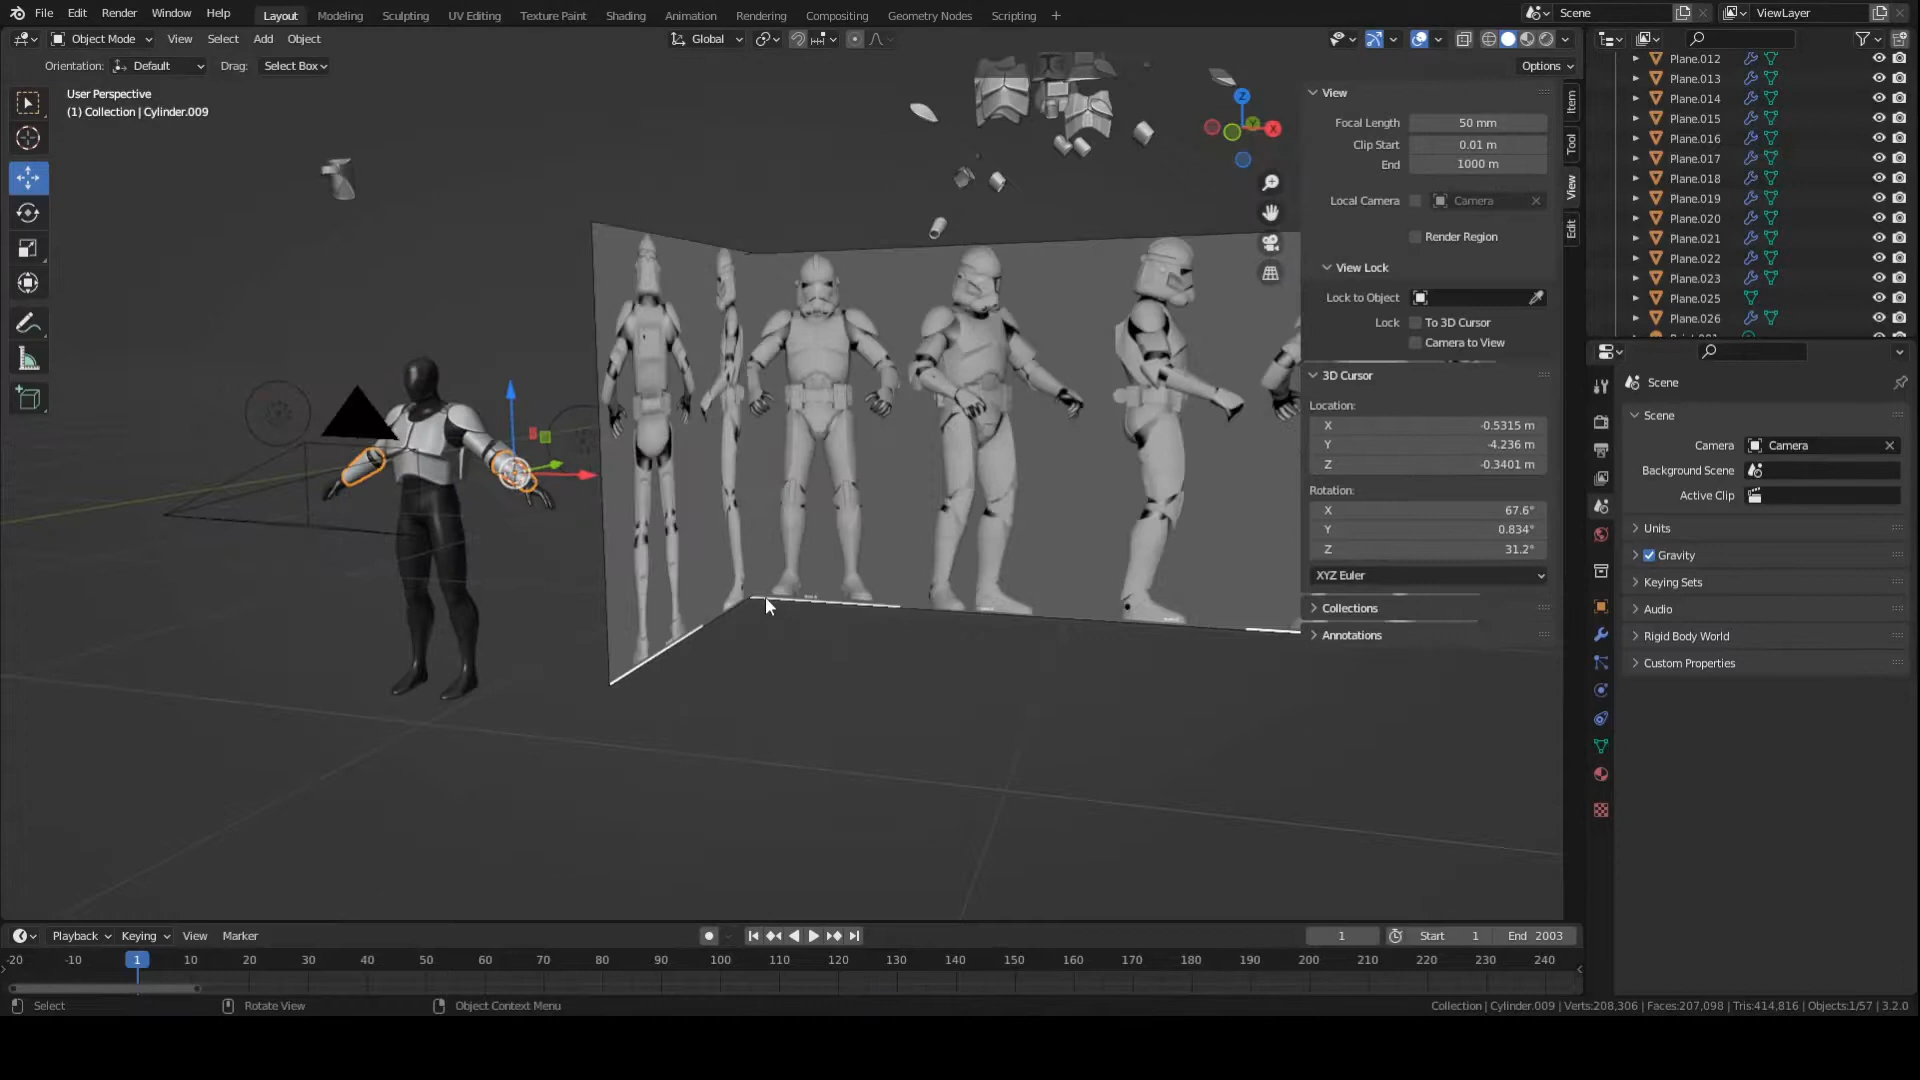 File Edit Render Window Help
Layout Modeling Sculpting UV Editing Texture Paint Shading Animation Rendering Compositing Geometry Nodes Scripting +
Scene
ViewLayer
Object Mode View Select Add Object
Global
Orientation: Default Drag: Select Box
Options
User Perspective
(1) Collection | Cylinder.009
Z
Y
X
View
Focal Length 50 mm
Clip Start 0.01 m
End 1000 m
Local Camera Camera
Render Region
View Lock
Lock to Object
Lock To 3D Cursor
Camera to View
3D Cursor
Location:
X -0.5315 m
Y -4.236 m
Z -0.3401 m
Rotation:
X 67.6°
Y 0.834°
Z 31.2°
XYZ Euler
Collections
Annotations
Item
Tool
View
Edit
Plane.012
Plane.013
Plane.014
Plane.015
Plane.016
Plane.017
Plane.018
Plane.019
Plane.020
Plane.021
Plane.022
Plane.023
Plane.025
Plane.026
Scene
Scene
Camera Camera
Background Scene
Active Clip
Units
Gravity
Keying Sets
Audio
Rigid Body World
Custom Properties
Playback Keying View Marker
1 Start 1 End 2003
-20 -10 1 10 20 30 40 50 60 70 80 90 100 110 120 130 140 150 160 170 180 190 200 210 220 230 240
Select Rotate View Object Context Menu
Collection | Cylinder.009 | Verts:208,306 | Faces:207,098 | Tris:414,816 | Objects:1/57 | 3.2.0